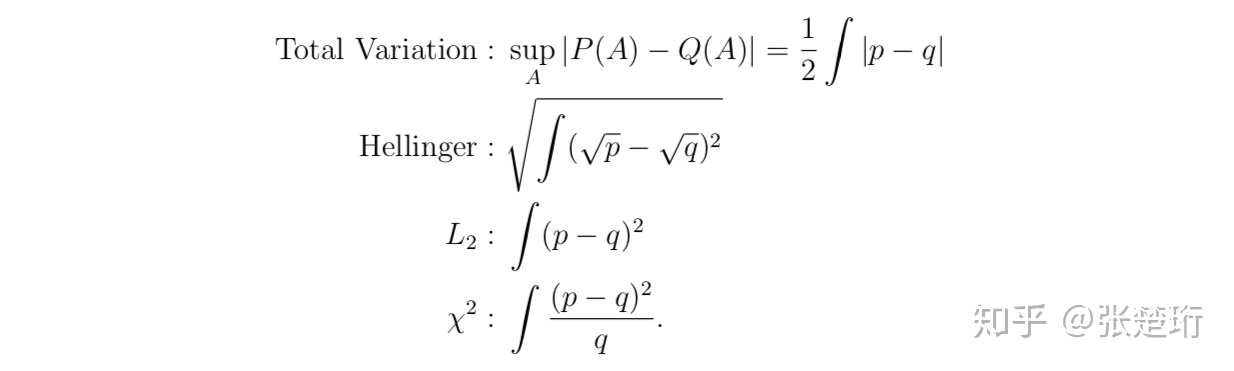 Total Variation : sup_A |P(A) − Q(A)| = 1/2 ∫ |p − q|
Hellinger : √(∫(√p − √q)²)
L₂ : ∫(p − q)²
χ² : ∫ (p − q)²/q.
知乎 @张楚珩